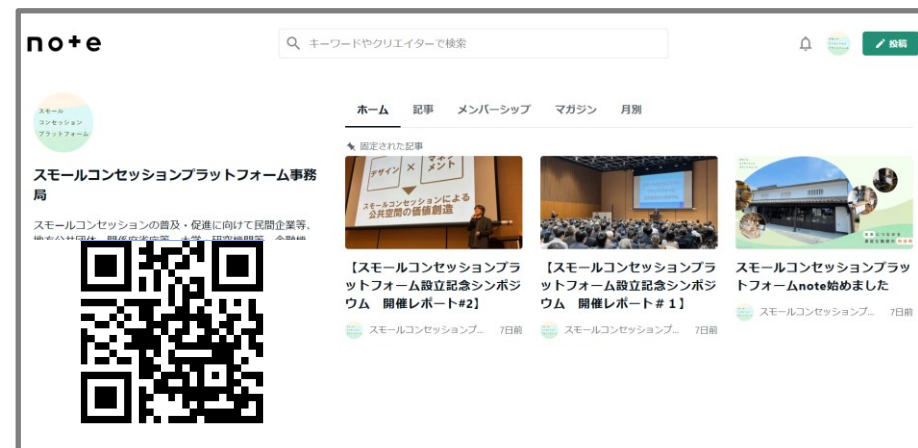 note
キーワードやクリエイターで検索
投稿
スモール
コンセッション
プラットフォーム
スモールコンセッションプラットフォーム事務
局
スモールコンセッションの普及・促進に向けて民間企業等、
ホーム 記事 メンバーシップ マガジン 月別
固定された記事
デザイン × マネジ
メント
スモールコンセッションによる
公共空間の価値創造
【スモールコンセッションプラ
ットフォーム設立記念シンポジ
ウム 開催レポート#2】
スモールコンセッションプ... 7日前
【スモールコンセッションプラ
ットフォーム設立記念シンポジ
ウム 開催レポート#１】
スモールコンセッションプ... 7日前
スモールコンセッションプラッ
トフォームnote始めました
スモールコンセッションプ... 7日前